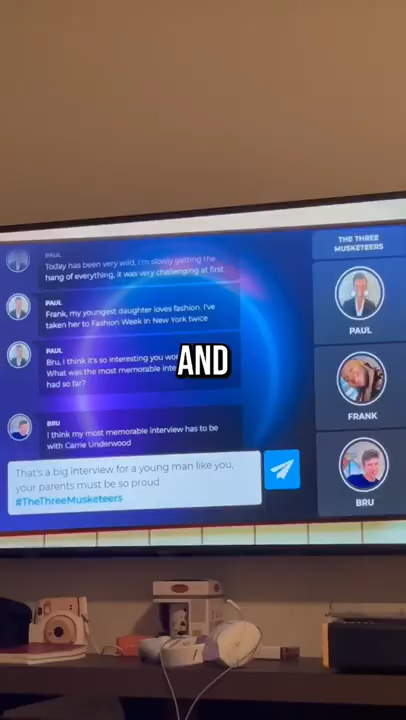 PAUL
Today has been very wild, I'm slowly getting the
hang of everything, it was very challenging at first
THE THREE
MUSKETEERS
PAUL
Frank, my youngest daughter loves fashion. I've
taken her to Fashion Week in New York twice
PAUL
PAUL
Bru, I think it's so interesting you
What was the most memorable
had so far?
AND
FRANK
BRU
I think my most memorable interview has to be
with Carrie Underwood
That's a big interview for a young man like you,
your parents must be so proud
#TheThreeMusketeers
BRU